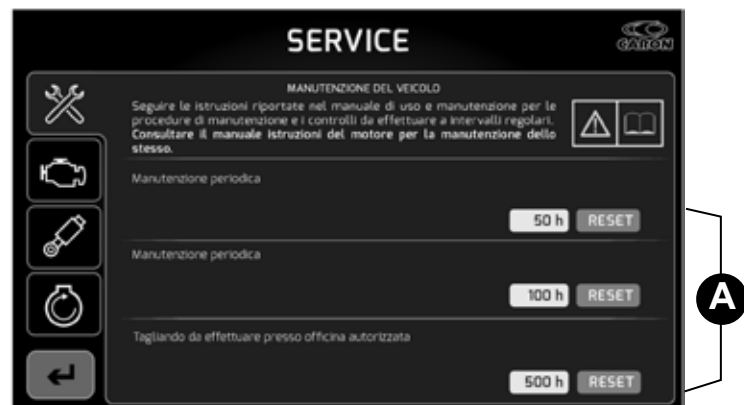 SERVICE
CARON
MANUTENZIONE DEL VEICOLO
Seguire le istruzioni riportate nel manuale di uso e manutenzione per le
procedure di manutenzione e i controlli da effettuare a intervalli regolari.
Consultare il manuale istruzioni del motore per la manutenzione dello
stesso.
Manutenzione periodica
50 h RESET
Manutenzione periodica
100 h RESET
A
Tagliando da effettuare presso officina autorizzata
500 h RESET